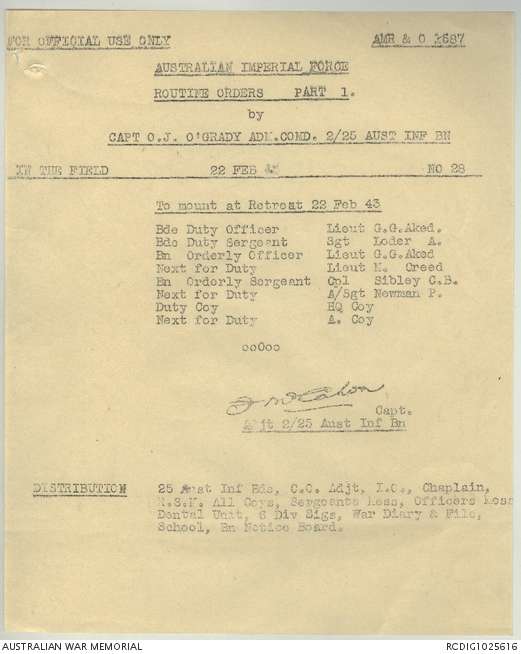 FOR OFFICIAL USE ONLY AMR & O 2687
AUSTRALIAN IMPERIAL FORCE
ROUTINE ORDERS PART 1.
by
CAPT O.J. O'GRADY ADM.COMD. 2/25 AUST INF BN
IN THE FIELD 22 FEB 43 NO 28
To mount at Retreat 22 Feb 43
Bde Duty Officer Lieut G.G.Aked.
Bde Duty Sergeant Sgt Loder A.
Bn Orderly Officer Lieut G.G.Aked
Next for Duty Lieut M. Creed
Bn Orderly Sergeant Cpl Sibley C.B.
Next for Duty A/Sgt Newman P.
Duty Coy HQ Coy
Next for Duty A. Coy
ooOoo
Capt.
Adjt 2/25 Aust Inf Bn
DISTRIBUTION 25 Aust Inf Bde, C.O. Adjt, I.O., Chaplain,
R.S.M. All Coys, Sergeants Mess, Officers Mess
Dental Unit, 6 Div Sigs, War Diary & File,
School, Bn Notice Board.
AUSTRALIAN WAR MEMORIAL RCDIG1025616